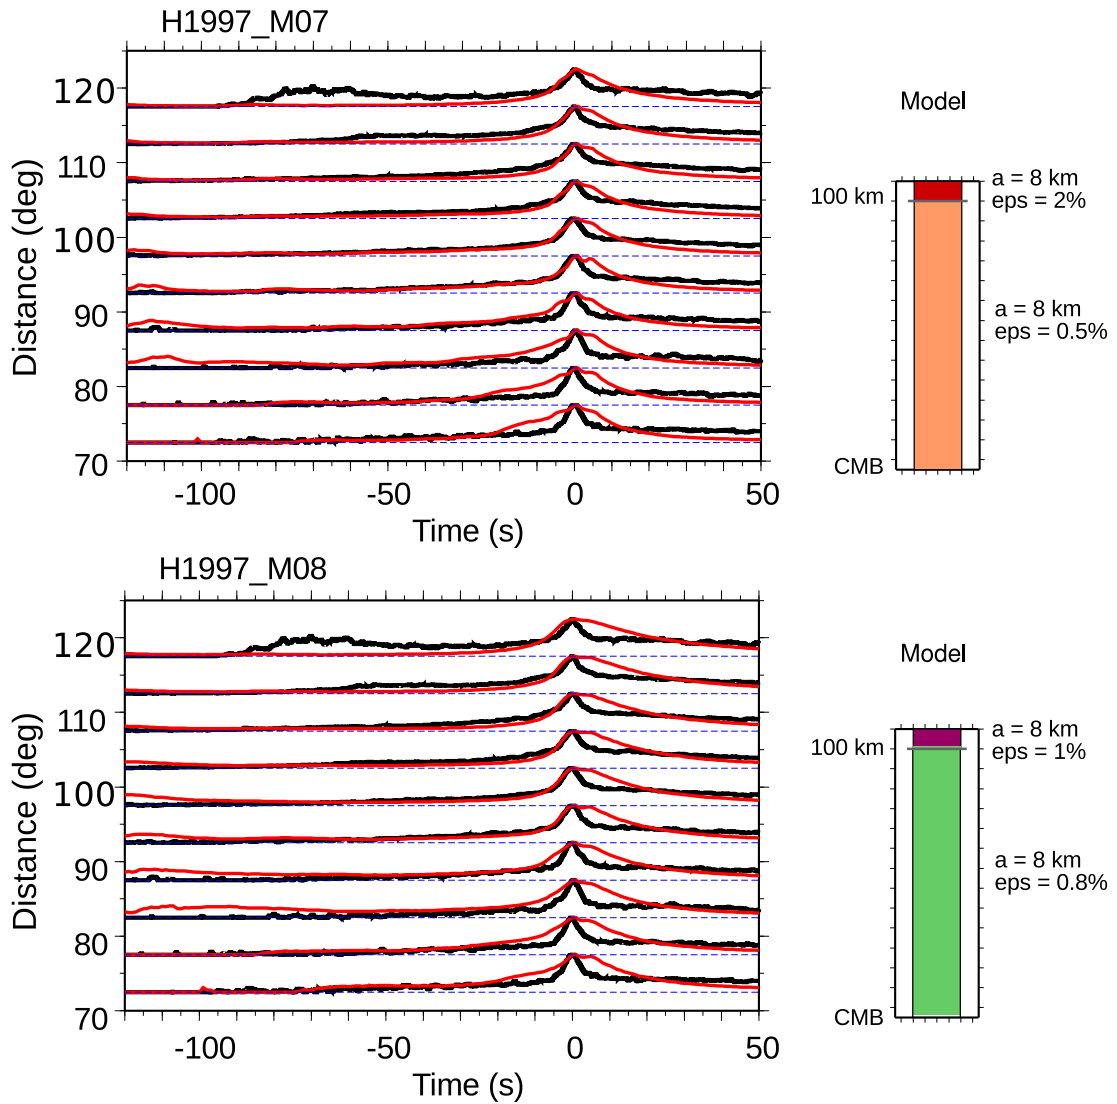 H1997_M07
120
110
100
90
80
70
Distance (deg)
-100
-50
0
50
Time (s)
Model
100 km
a = 8 km
eps = 2%
a = 8 km
eps = 0.5%
CMB
H1997_M08
120
110
100
90
80
70
Distance (deg)
-100
-50
0
50
Time (s)
Model
100 km
a = 8 km
eps = 1%
a = 8 km
eps = 0.8%
CMB